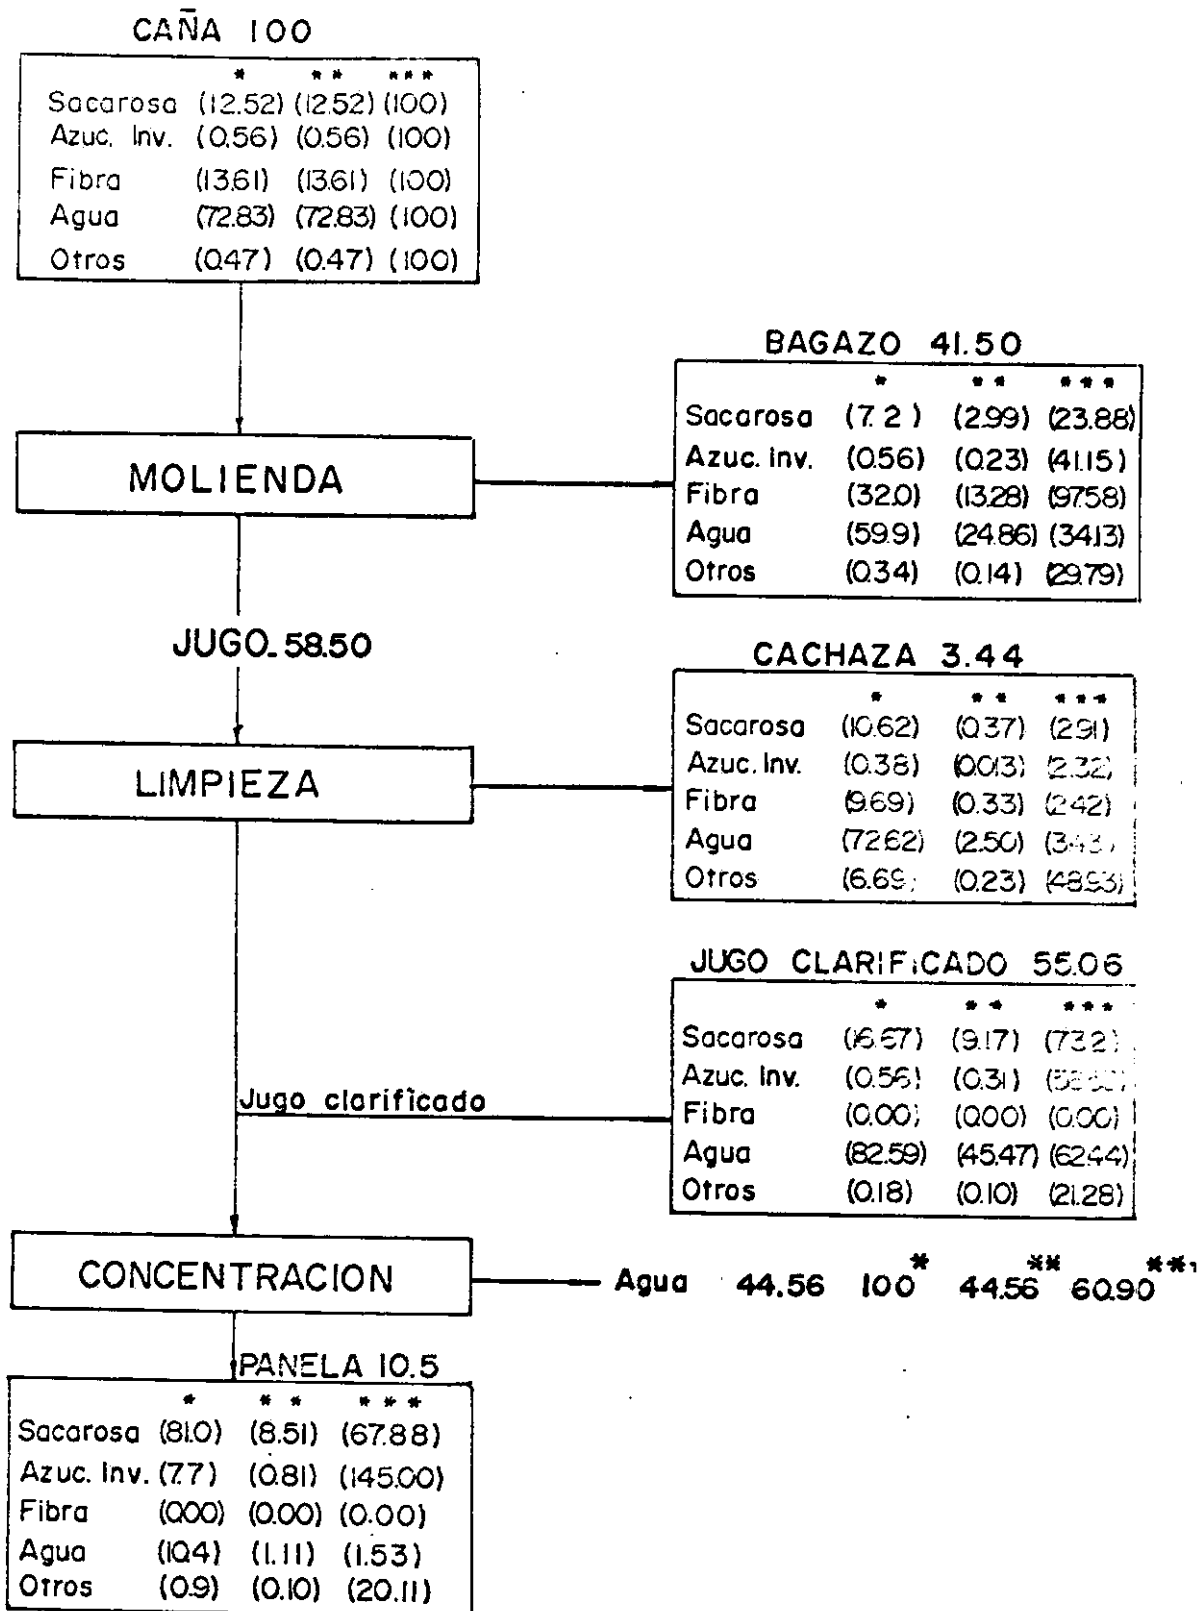 CAÑA 100
* ** ***
Sacarosa (12.52) (12.52) (100)
Azuc. Inv. (0.56) (0.56) (100)
Fibra (13.61) (13.61) (100)
Agua (72.83) (72.83) (100)
Otros (0.47) (0.47) (100)
MOLIENDA
BAGAZO 41.50
* ** ***
Sacarosa (7.2) (2.99) (23.88)
Azuc. Inv. (0.56) (0.23) (41.15)
Fibra (32.0) (13.28) (97.58)
Agua (59.9) (24.86) (34.13)
Otros (0.34) (0.14) (29.79)
JUGO 58.50
LIMPIEZA
CACHAZA 3.44
* ** ***
Sacarosa (10.62) (0.37) (2.91)
Azuc. Inv. (0.38) (0.013) (2.32)
Fibra (9.69) (0.33) (2.42)
Agua (72.62) (2.50) (3.43)
Otros (6.69) (0.23) (48.93)
JUGO CLARIFICADO 55.06
* ** ***
Sacarosa (16.67) (9.17) (73.2)
Azuc. Inv. (0.56) (0.31)
Fibra (0.00) (0.00) (0.00)
Agua (82.59) (45.47) (62.44)
Otros (0.18) (0.10) (21.28)
Jugo clarificado
CONCENTRACION
Agua 44.56 100* 44.56** 60.90***
PANELA 10.5
* ** ***
Sacarosa (81.0) (8.51) (67.88)
Azuc. Inv. (7.7) (0.81) (145.00)
Fibra (0.00) (0.00) (0.00)
Agua (10.4) (1.11) (1.53)
Otros (0.9) (0.10) (20.11)